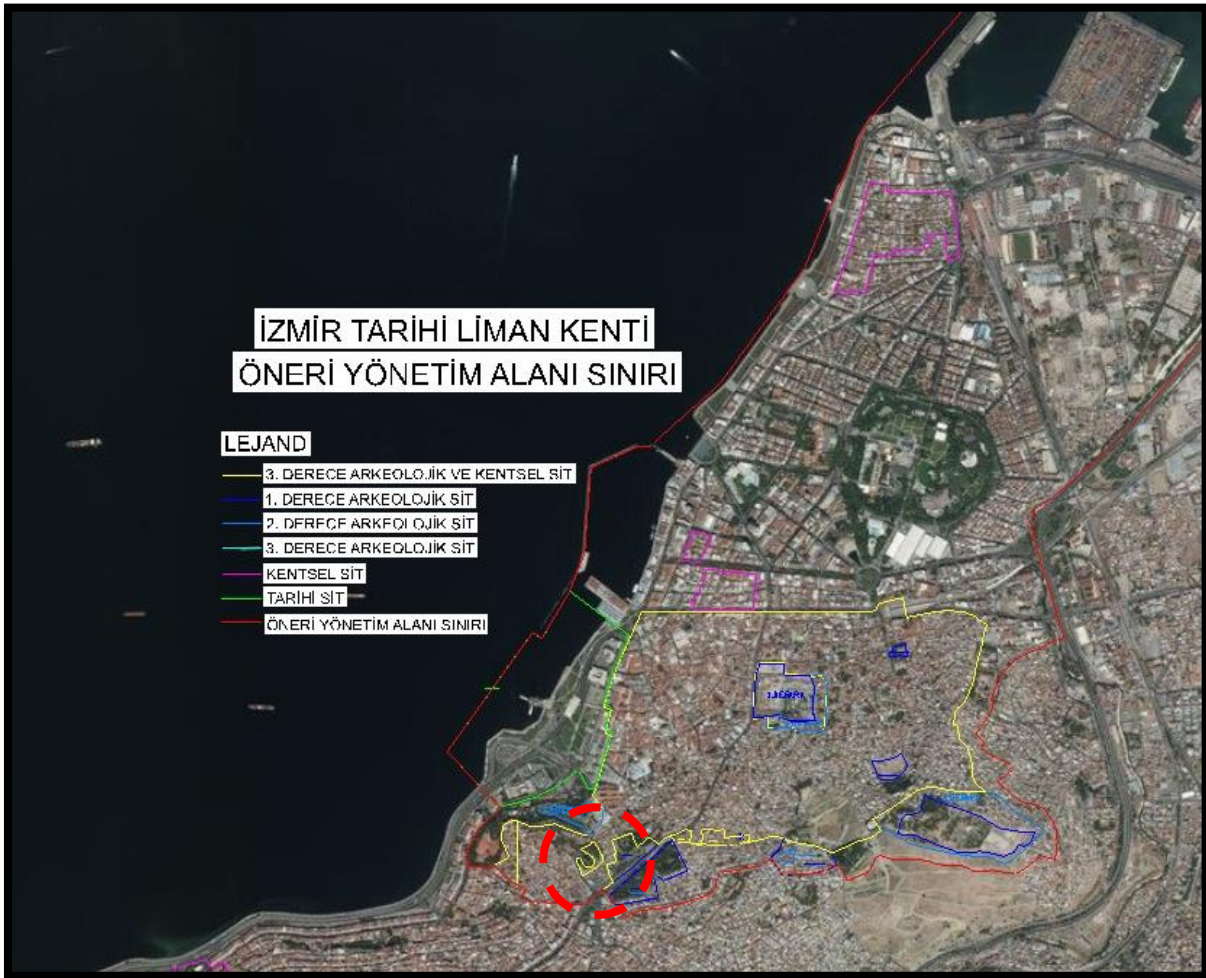 İZMİR TARİHİ LİMAN KENTİ
ÖNERİ YÖNETİM ALANI SINIRI
LEJAND
3. DERECE ARKEOLOJİK VE KENTSEL SİT
1. DERECE ARKEOLOJİK SİT
2. DERECE ARKEOLOJİK SİT
3. DERECE ARKEOLOJİK SİT
KENTSEL SİT
TARİHİ SİT
ÖNERİ YÖNETİM ALANI SINIRI